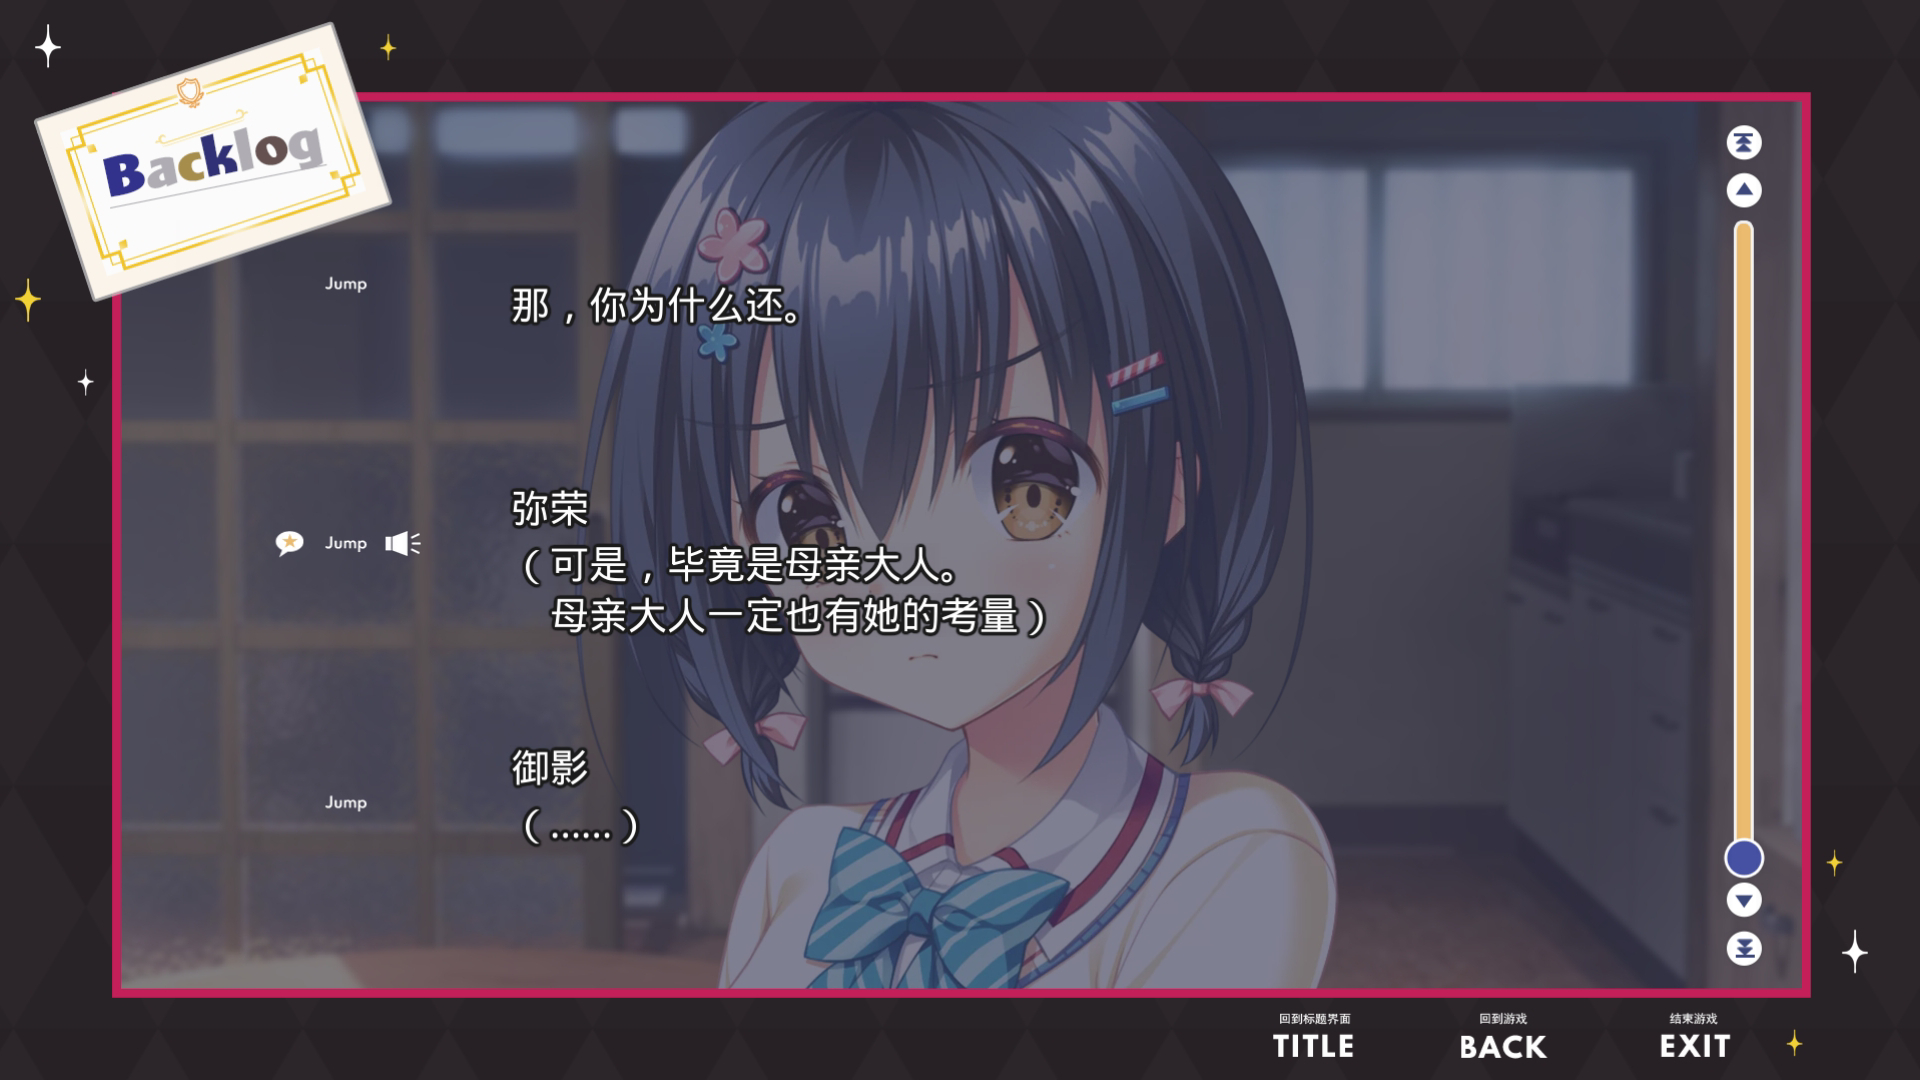 Backlog
Jump
那，你为什么还。
弥荣
Jump
（可是，毕竟是母亲大人。
母亲大人一定也有她的考量）
御影
Jump
（……）
回到标题界面
TITLE
回到游戏
BACK
结束游戏
EXIT